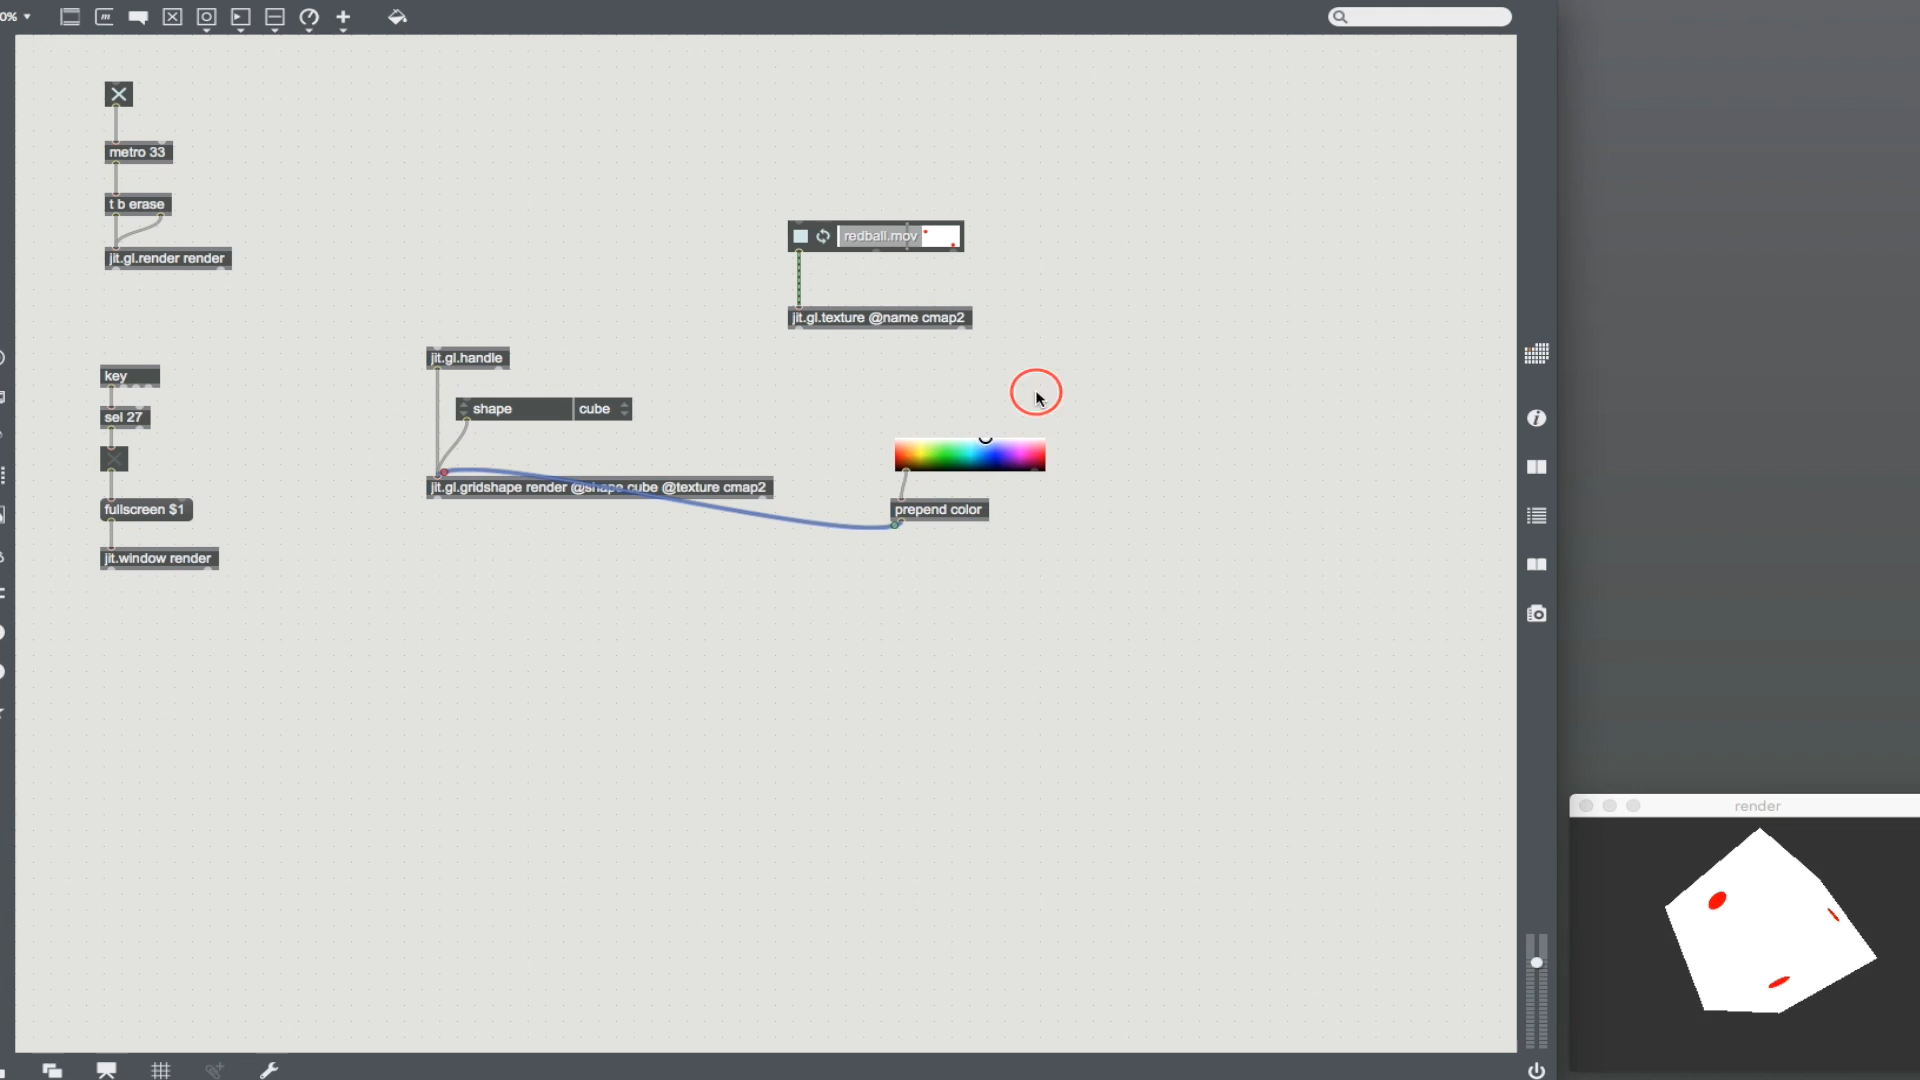 0%
metro 33
t b erase
jit.gl.render render
redball.mov
jit.gl.texture @name cmap2
jit.gl.handle
key
shape cube
sel 27
jit.gl.gridshape render @shape cube @texture cmap2
fullscreen $1
prepend color
jit.window render
render